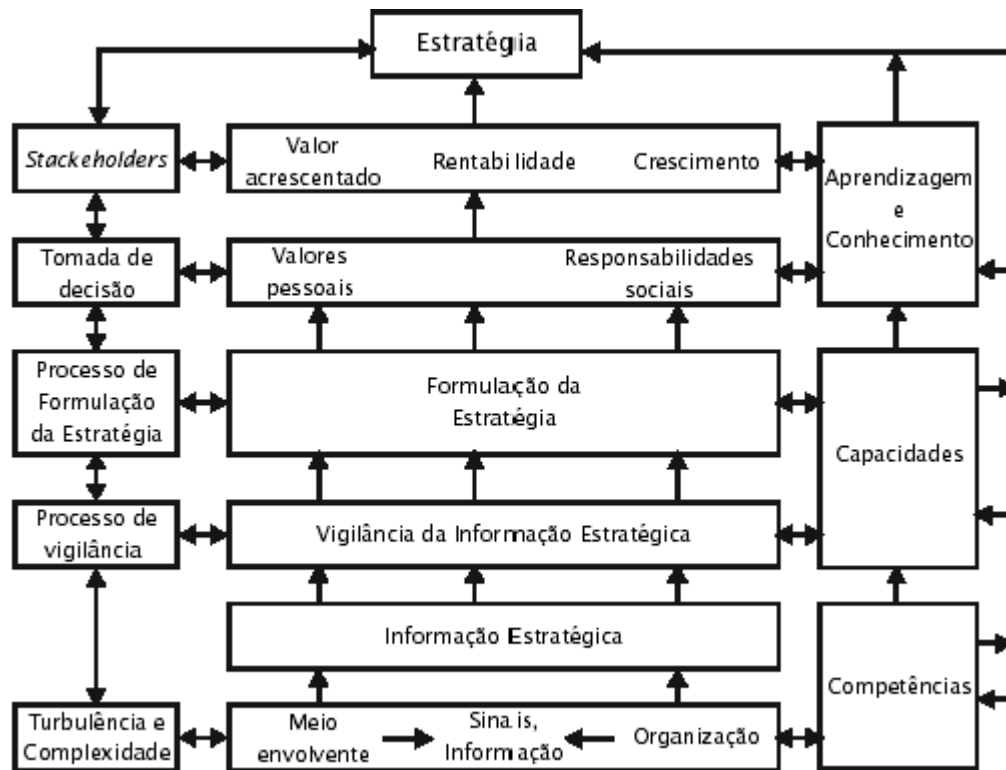 Estratégia
Stackeholders
Valor
acrescentado
Rentabilidade
Crescimento
Aprendizagem
e
Conhecimento
Tomada de
decisão
Valores
pessoais
Responsabilidades
sociais
Processo de
Formulação
da Estratégia
Formulação da
Estratégia
Capacidades
Processo de
vigilância
Vigilância da Informação Estratégica
Informação Estratégica
Competências
Turbulência e
Complexidade
Meio
envolvente
Sinais,
Informação
Organização